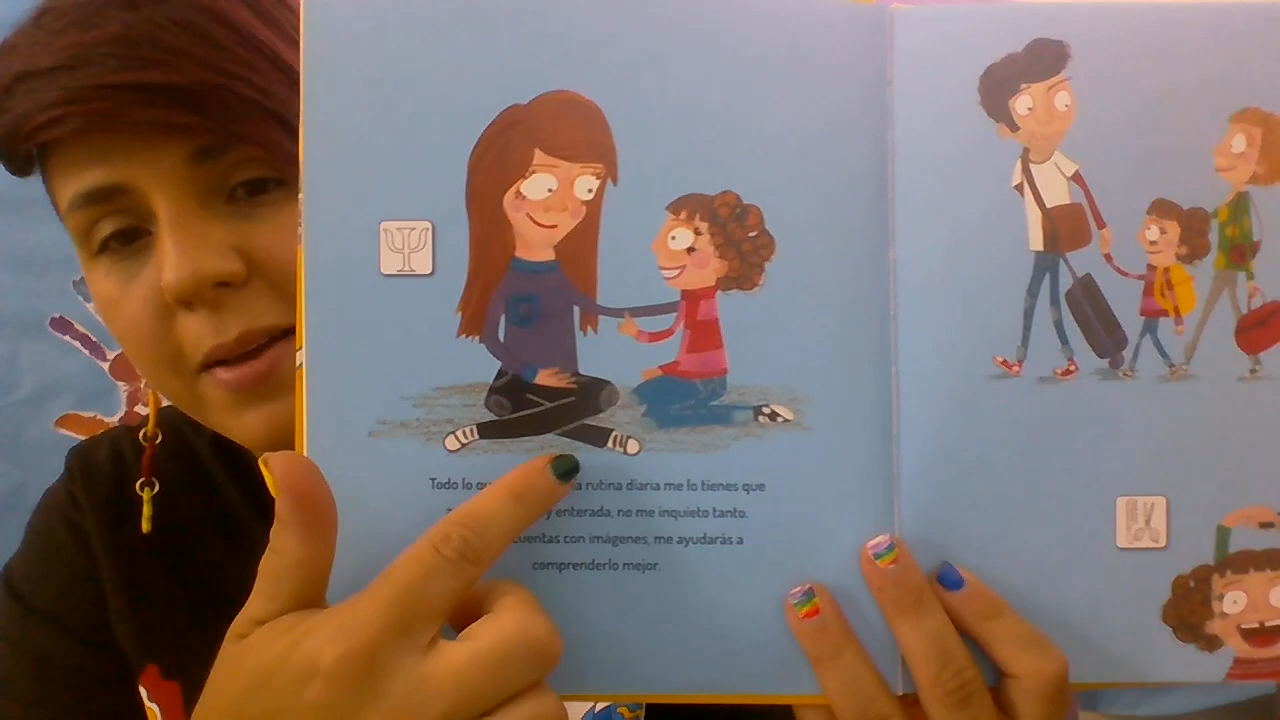 Todo lo rutina diaria me lo tienes que
enterada, no me inquieto tanto.
cuentas con imágenes, me ayudarás a
comprenderlo mejor.